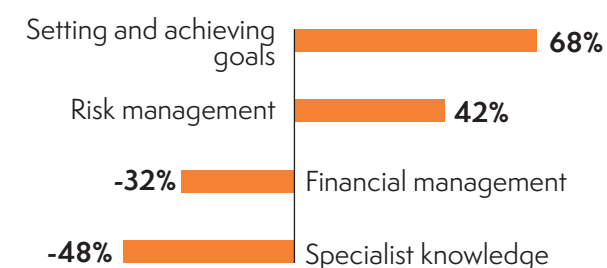 Setting and achieving
goals
68%
Risk management
42%
-32%
Financial management
-48%
Specialist knowledge